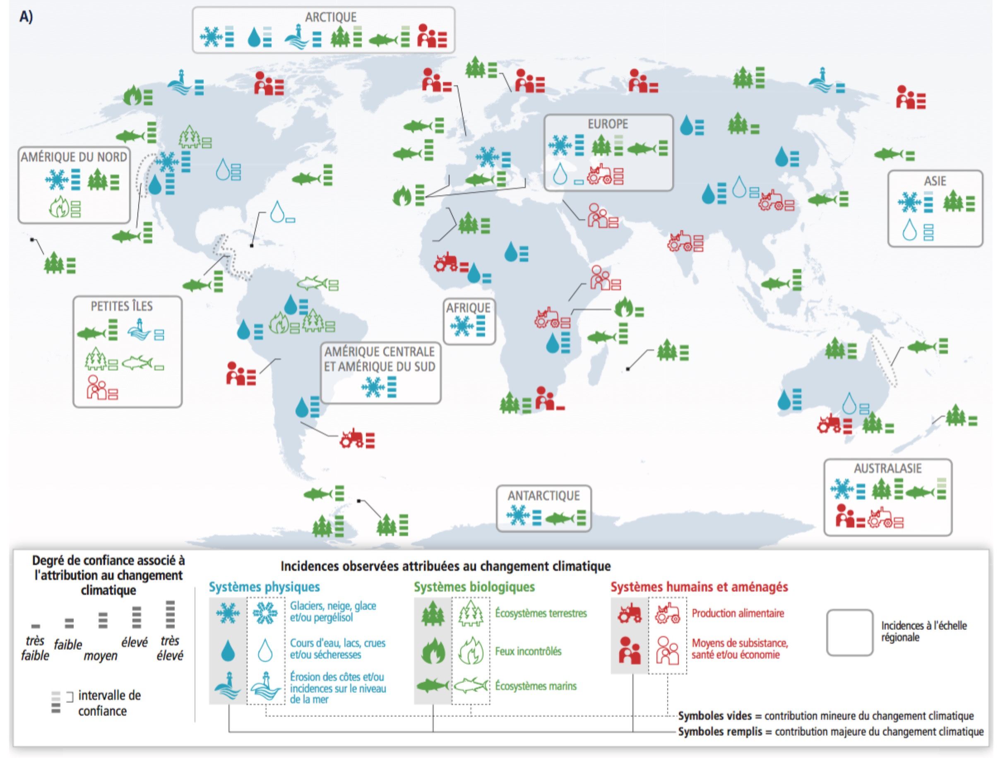 A)
ARCTIQUE
EUROPE
AMÉRIQUE DU NORD
ASIE
PETITES ÎLES
AFRIQUE
AMÉRIQUE CENTRALE
ET AMÉRIQUE DU SUD
AUSTRALASIE
ANTARCTIQUE
Degré de confiance associé à
l'attribution au changement
climatique
très
faible
faible
moyen
élevé
très
élevé
intervalle de
confiance
Incidences observées attribuées au changement climatique
Systèmes physiques
Glaciers, neige, glace
et/ou pergélisol
Cours d'eau, lacs, crues
et/ou sécheresses
Érosion des côtes et/ou
incidences sur le niveau
de la mer
Systèmes biologiques
Écosystèmes terrestres
Feux incontrôlés
Écosystèmes marins
Systèmes humains et aménagés
Production alimentaire
Moyens de subsistance,
santé et/ou économie
Incidences à l'échelle
régionale
Symboles vides = contribution mineure du changement climatique
Symboles remplis = contribution majeure du changement climatique